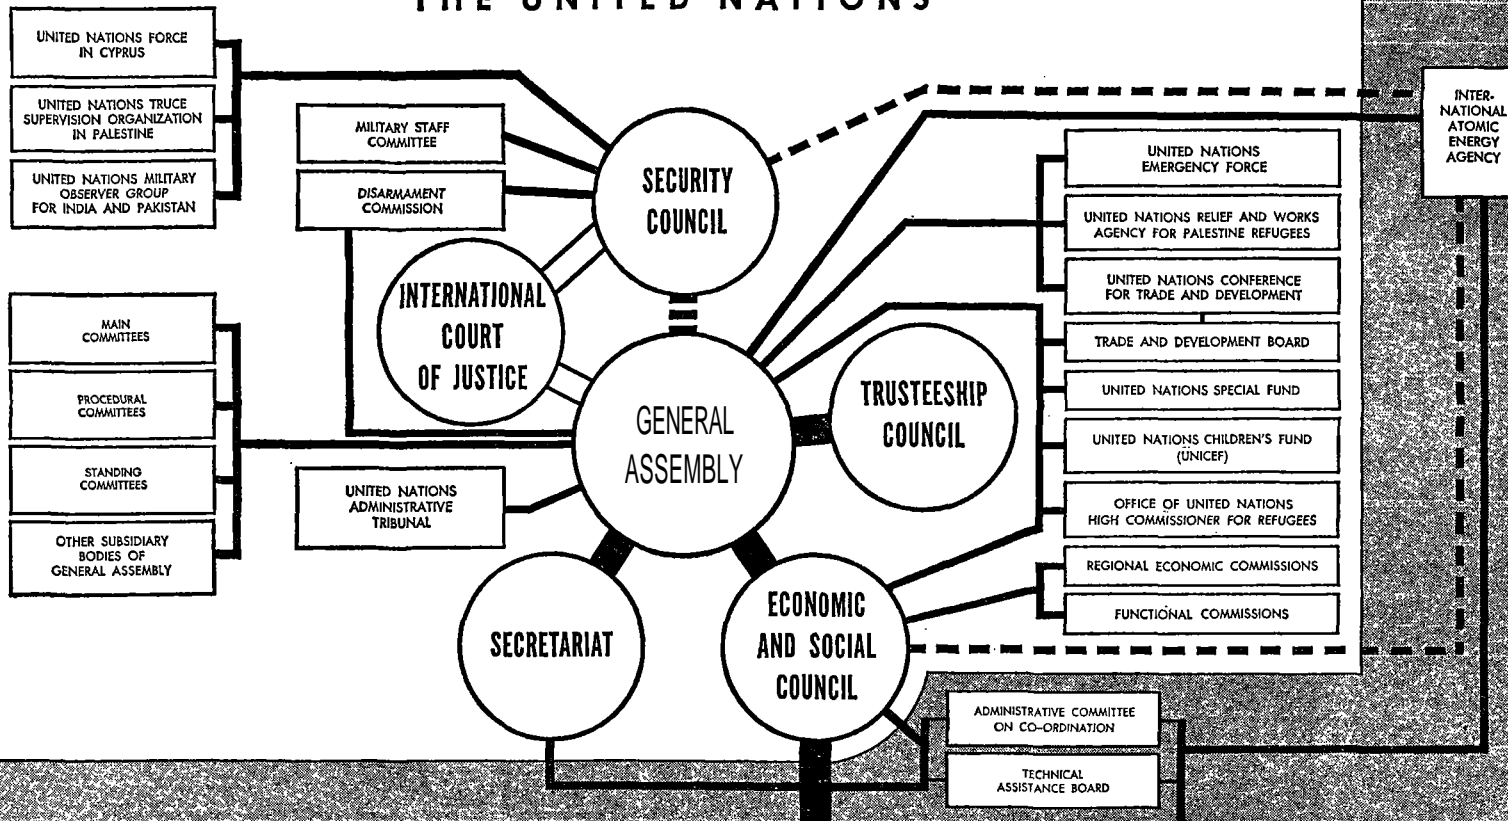 THE UNITED NATIONS
UNITED NATIONS FORCE
IN CYPRUS
UNITED NATIONS TRUCE
SUPERVISION ORGANIZATION
IN PALESTINE
UNITED NATIONS MILITARY
OBSERVER GROUP
FOR INDIA AND PAKISTAN
MILITARY STAFF
COMMITTEE
DISARMAMENT
COMMISSION
SECURITY
COUNCIL
INTER-
NATIONAL
ATOMIC
ENERGY
AGENCY
UNITED NATIONS
EMERGENCY FORCE
UNITED NATIONS RELIEF AND WORKS
AGENCY FOR PALESTINE REFUGEES
UNITED NATIONS CONFERENCE
FOR TRADE AND DEVELOPMENT
TRADE AND DEVELOPMENT BOARD
UNITED NATIONS SPECIAL FUND
UNITED NATIONS CHILDREN'S FUND
(UNICEF)
OFFICE OF UNITED NATIONS
HIGH COMMISSIONER FOR REFUGEES
REGIONAL ECONOMIC COMMISSIONS
FUNCTIONAL COMMISSIONS
INTERNATIONAL
COURT
OF JUSTICE
MAIN
COMMITTEES
PROCEDURAL
COMMITTEES
STANDING
COMMITTEES
OTHER SUBSIDIARY
BODIES OF
GENERAL ASSEMBLY
GENERAL
ASSEMBLY
TRUSTEESHIP
COUNCIL
UNITED NATIONS
ADMINISTRATIVE
TRIBUNAL
SECRETARIAT
ECONOMIC
AND SOCIAL
COUNCIL
ADMINISTRATIVE COMMITTEE
ON CO-ORDINATION
TECHNICAL
ASSISTANCE BOARD